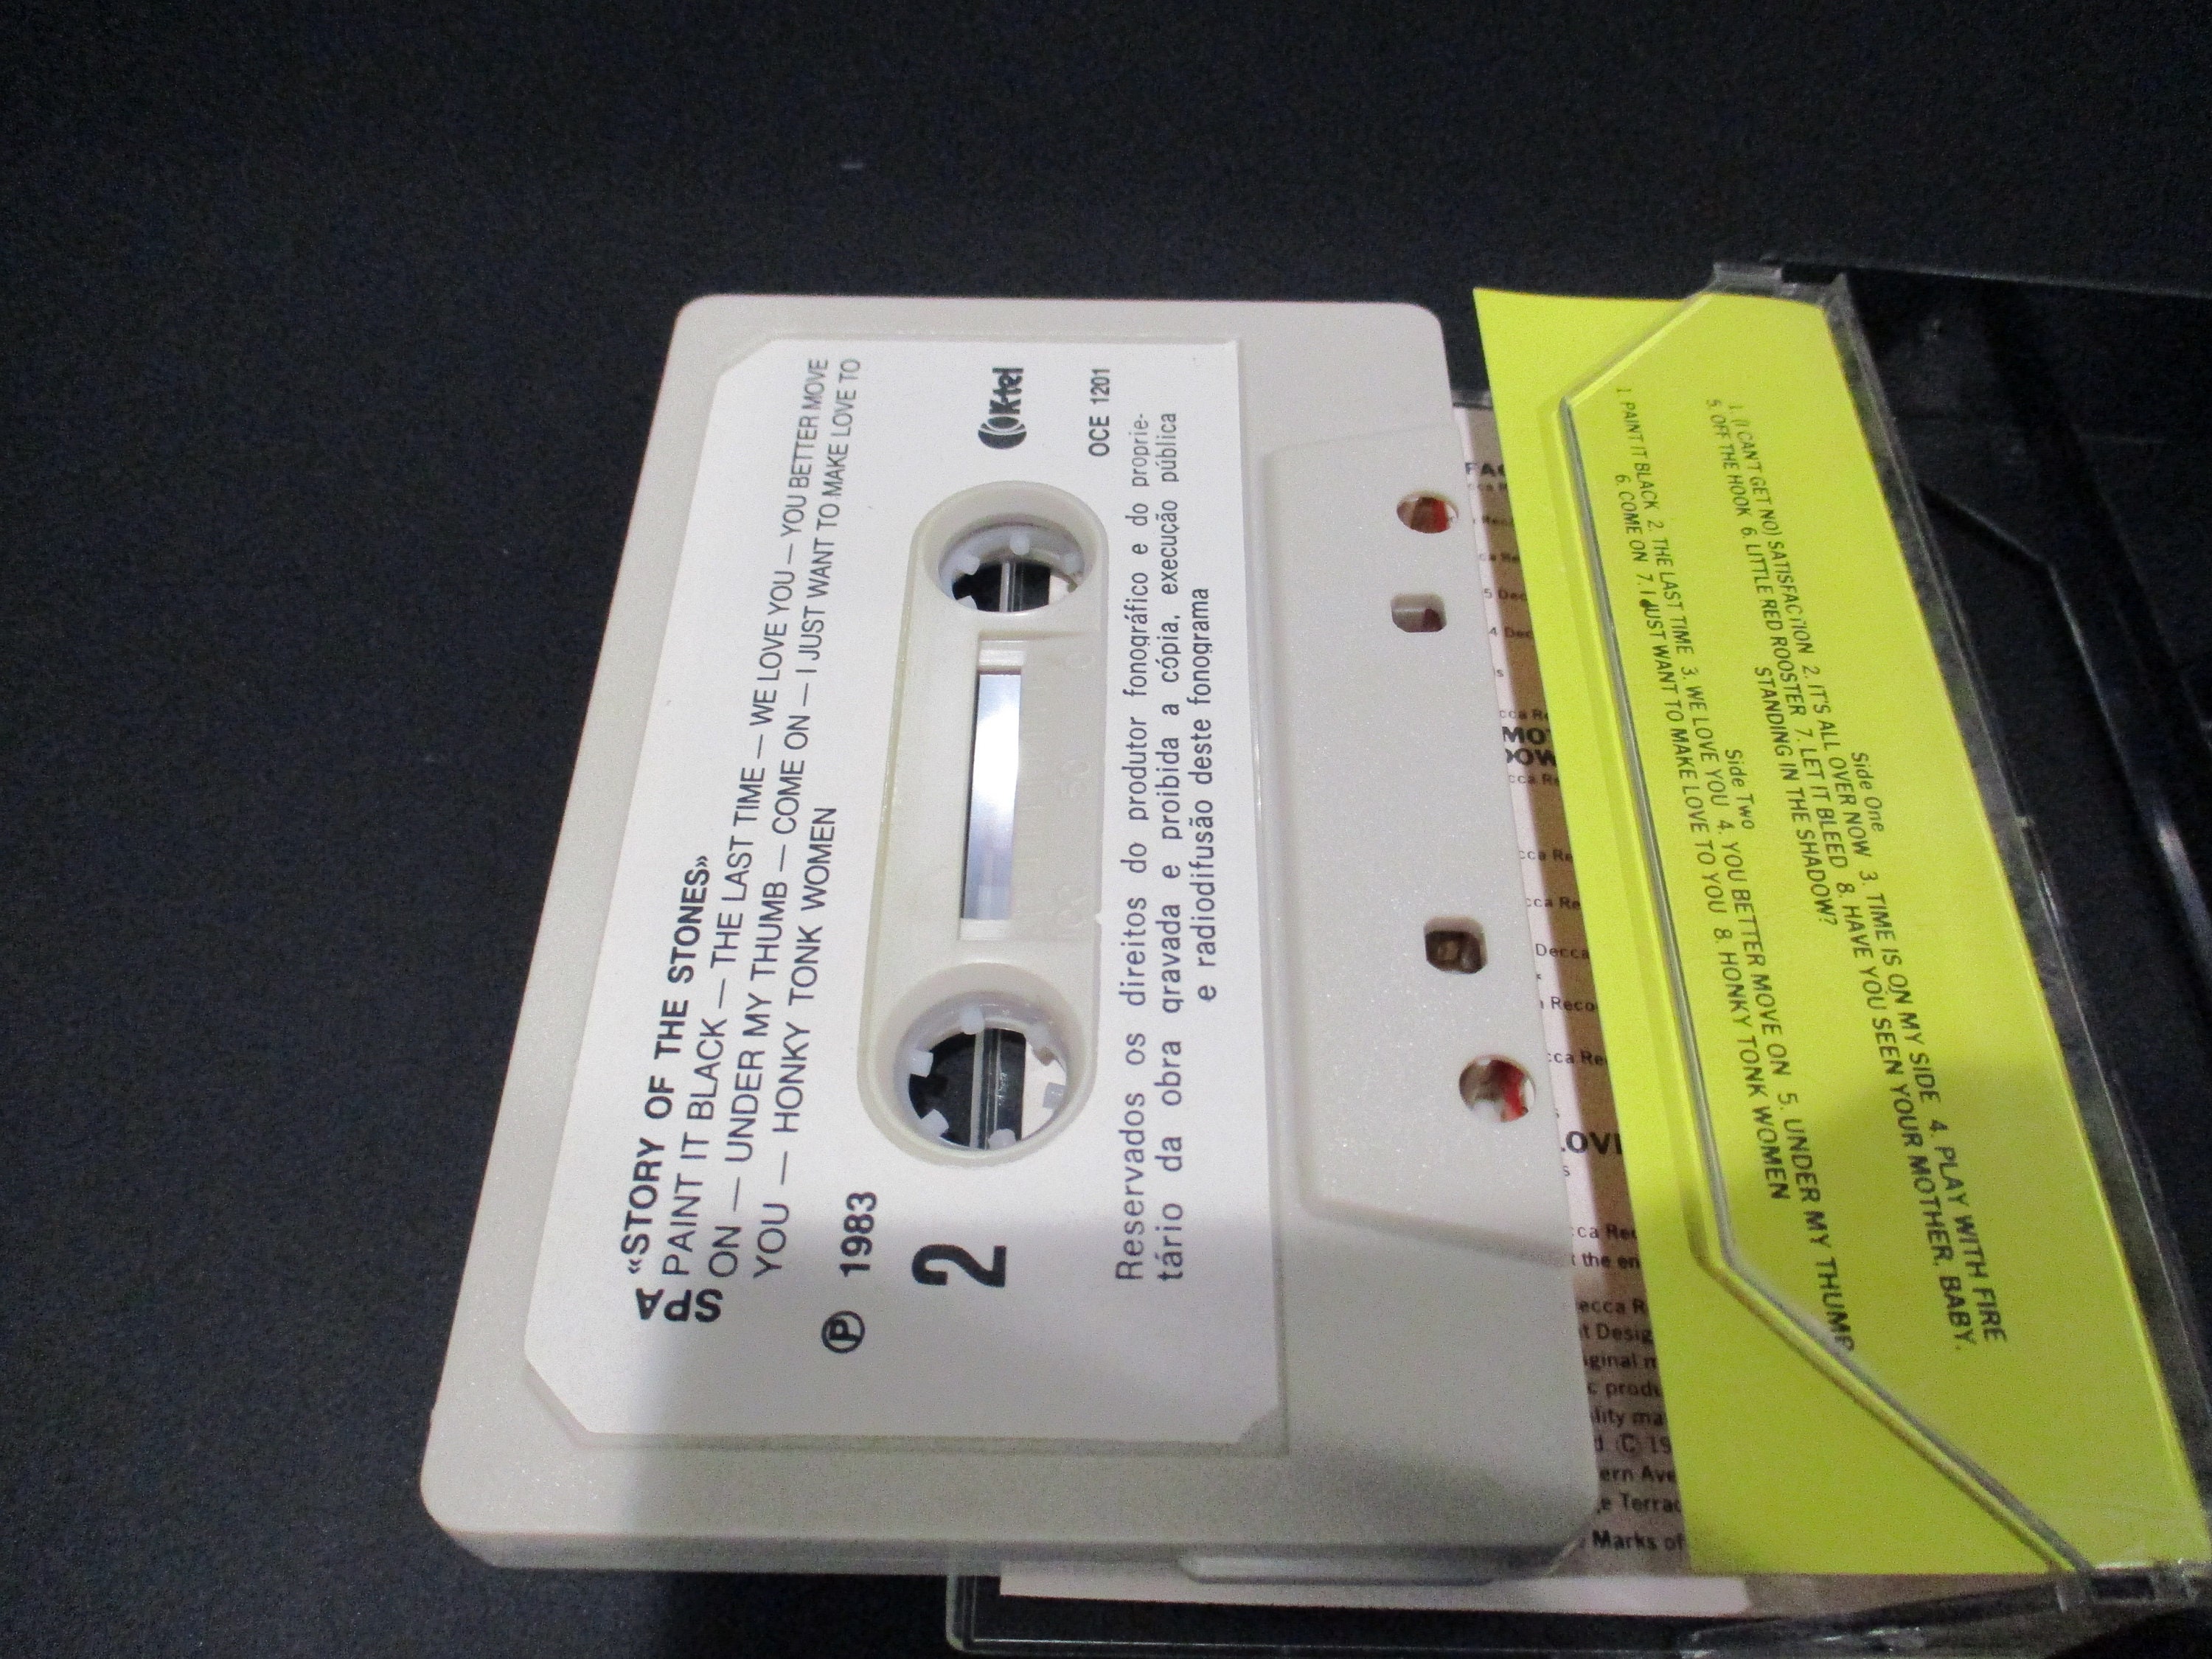 «STORY OF THE STONES»
PAINT IT BLACK — THE LAST TIME — WE LOVE YOU — YOU BETTER MOVE
ON — UNDER MY THUMB — COME ON — I JUST WANT TO MAKE LOVE TO
YOU — HONKY TONK WOMEN
A
SP
Ⓟ 1983
K-tel
2
OCE 1201
Reservados os direitos do produtor fonográfico e do proprie-
tário da obra gravada e proibida a cópia, execução pública
e radiodifusão deste fonograma
Side One
1. (I CAN'T GET NO) SATISFACTION 2. IT'S ALL OVER NOW 3. TIME IS ON MY SIDE 4. PLAY WITH FIRE
5. OFF THE HOOK 6. LITTLE RED ROOSTER 7. LET IT BLEED 8. HAVE YOU SEEN YOUR MOTHER, BABY,
STANDING IN THE SHADOW?
Side Two
1. PAINT IT BLACK 2. THE LAST TIME 3. WE LOVE YOU 4. YOU BETTER MOVE ON 5. UNDER MY THUMB
6. COME ON 7. I JUST WANT TO MAKE LOVE TO YOU 8. HONKY TONK WOMEN
Decca
the en
Marks of